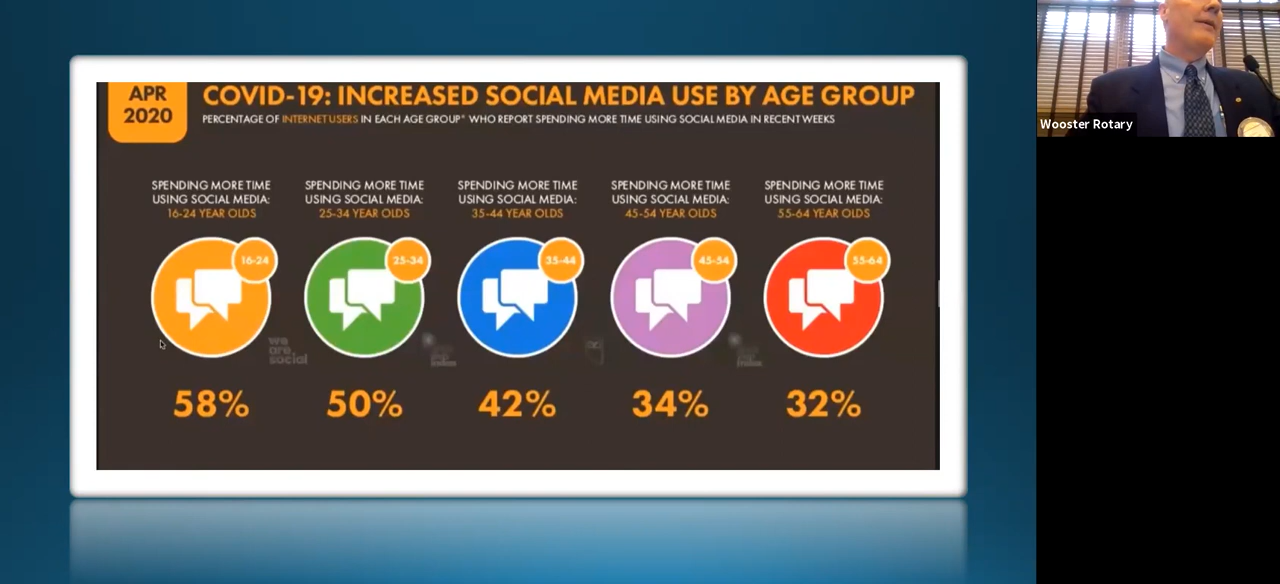 APR
2020
COVID-19: INCREASED SOCIAL MEDIA USE BY AGE GROUP
PERCENTAGE OF INTERNET USERS IN EACH AGE GROUP* WHO REPORT SPENDING MORE TIME USING SOCIAL MEDIA IN RECENT WEEKS
SPENDING MORE TIME
USING SOCIAL MEDIA:
16-24 YEAR OLDS
SPENDING MORE TIME
USING SOCIAL MEDIA:
25-34 YEAR OLDS
SPENDING MORE TIME
USING SOCIAL MEDIA:
35-44 YEAR OLDS
SPENDING MORE TIME
USING SOCIAL MEDIA:
45-54 YEAR OLDS
SPENDING MORE TIME
USING SOCIAL MEDIA:
55-64 YEAR OLDS
16-24
25-34
35-44
45-54
55-64
we
are
social
58%
50%
42%
34%
32%
Wooster Rotary